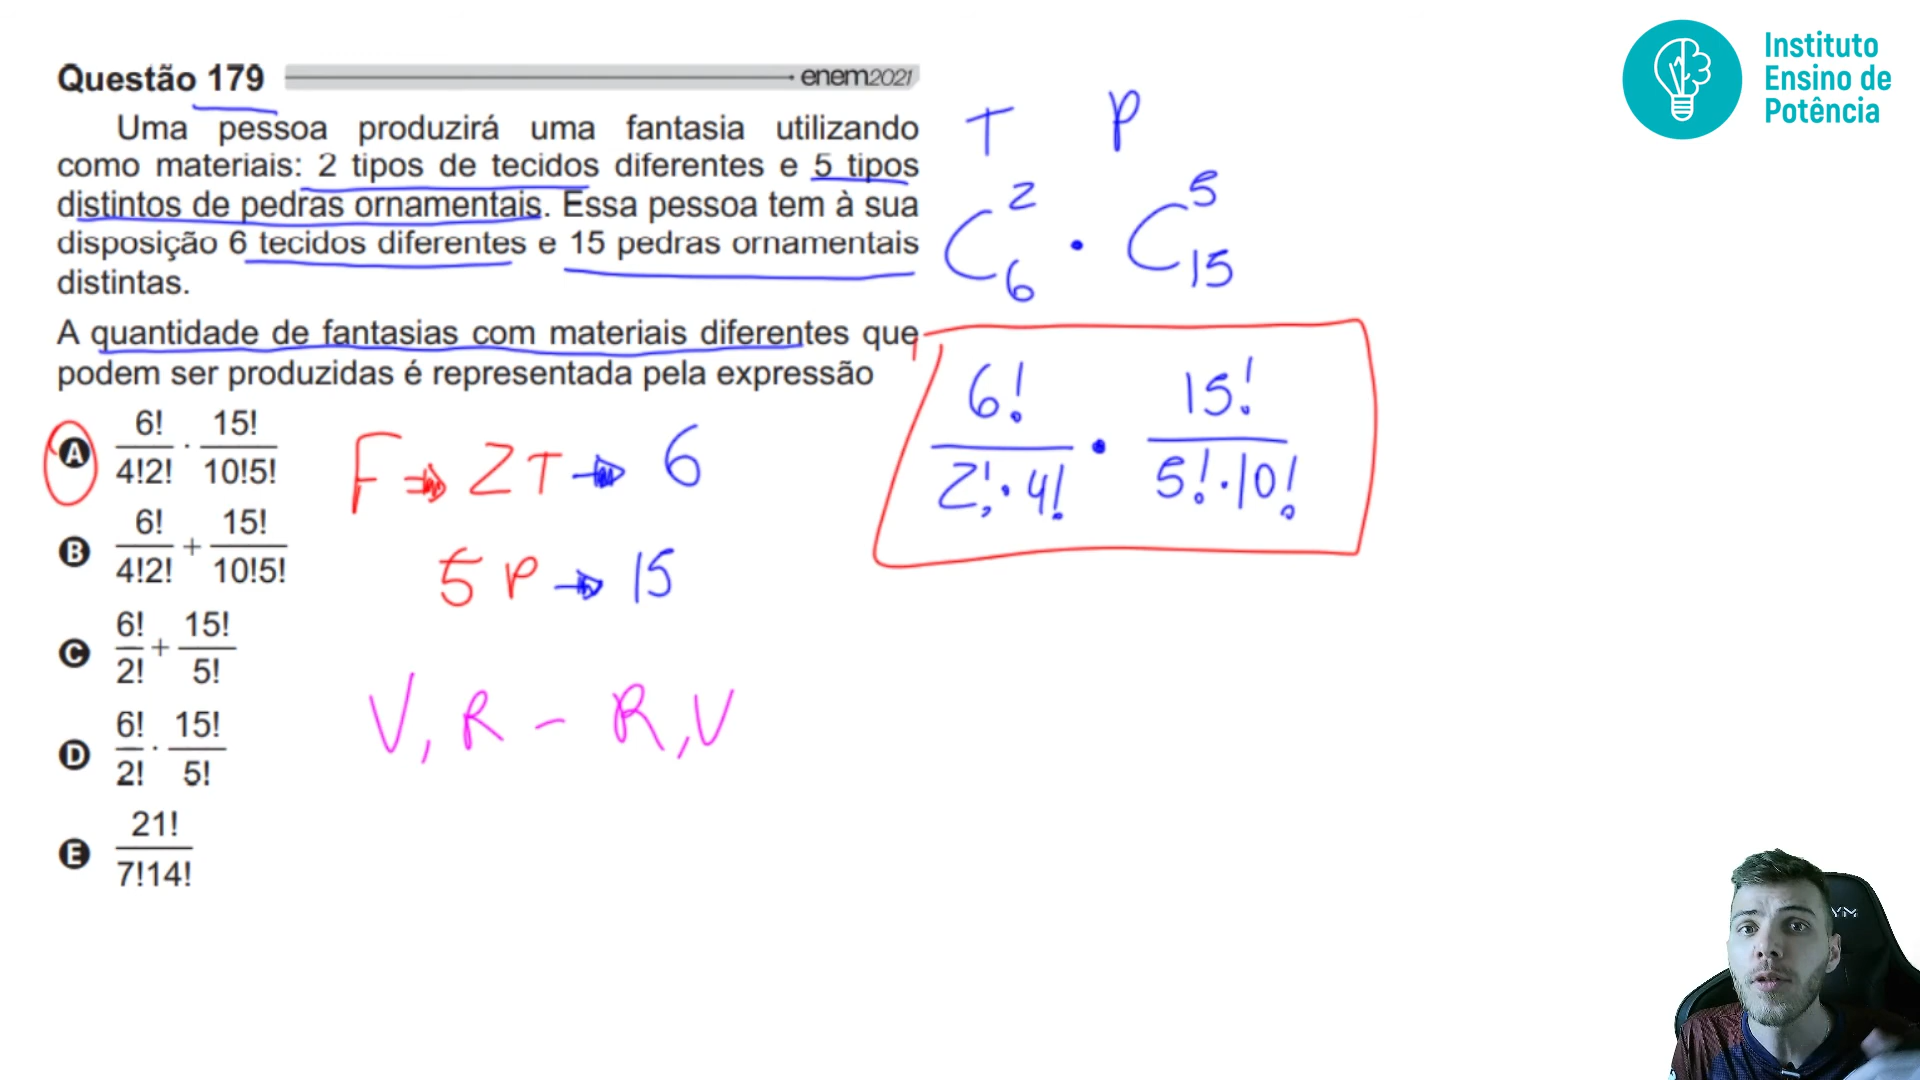 Instituto
Ensino de
Potência
Questão 179
enem2021
Uma pessoa produzirá uma fantasia utilizando
como materiais: 2 tipos de tecidos diferentes e 5 tipos
distintos de pedras ornamentais. Essa pessoa tem à sua
disposição 6 tecidos diferentes e 15 pedras ornamentais
distintas.
A quantidade de fantasias com materiais diferentes que
podem ser produzidas é representada pela expressão
A 6!/4!2! · 15!/10!5!
B 6!/4!2! + 15!/10!5!
C 6!/2! + 15!/5!
D 6!/2! · 15!/5!
E 21!/7!14!
F → 2T → 6
5P → 15
V, R – R, V
T P
C 2 6 · C 5 15
6!/2!·4! · 15!/5!·10!
YM